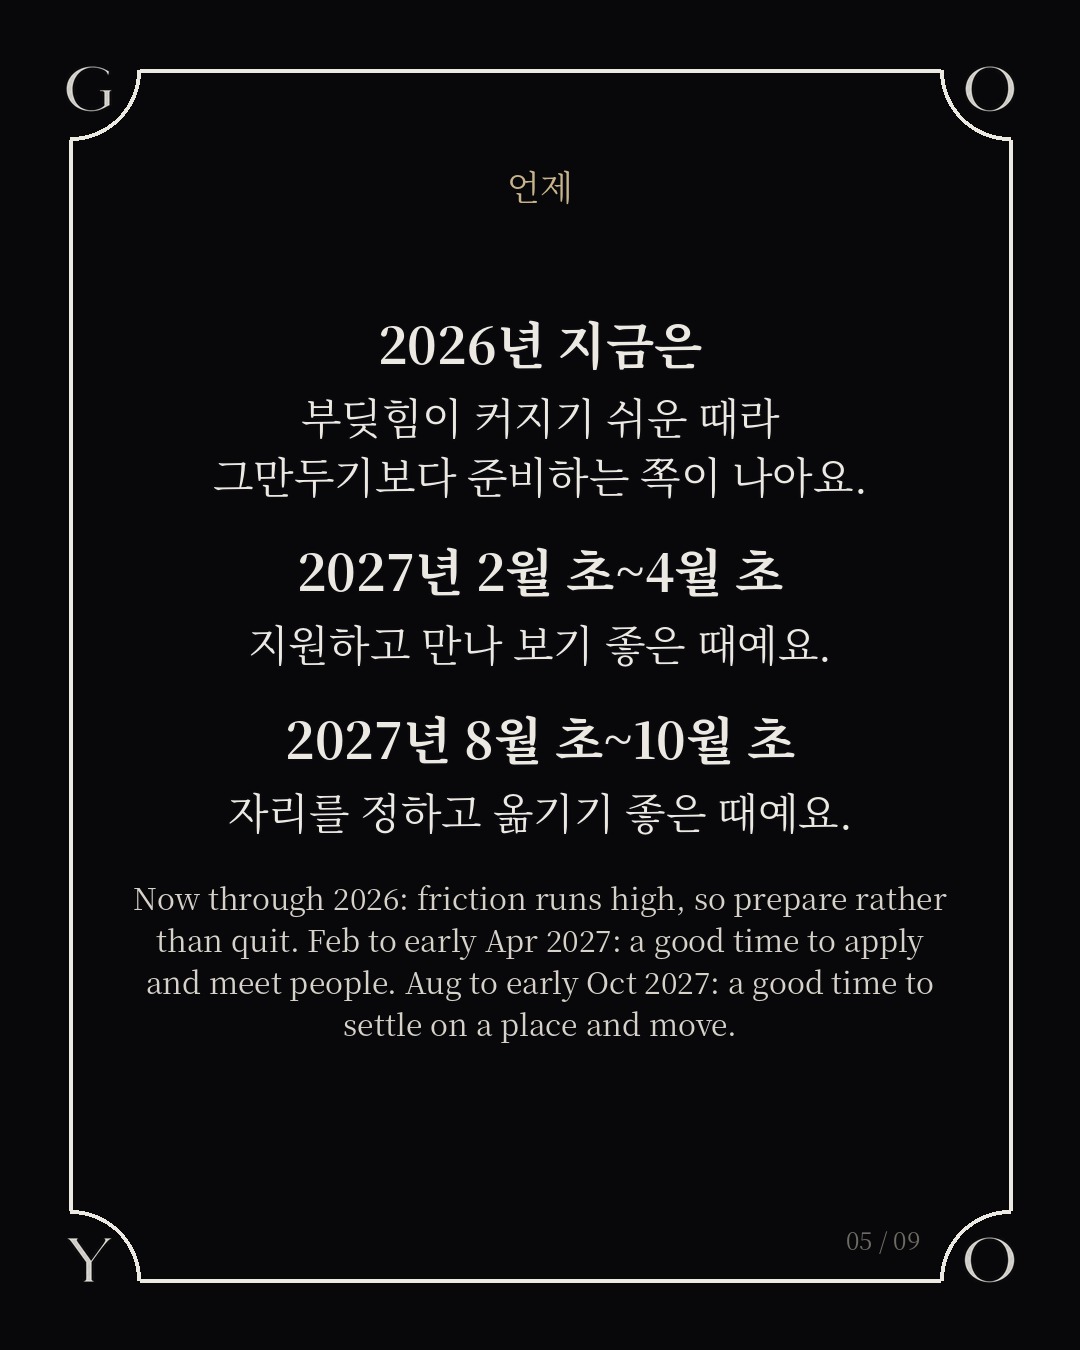 G O
언제
2026년 지금은
부딪힘이 커지기 쉬운 때라
그만두기보다 준비하는 쪽이 나아요.
2027년 2월 초~4월 초
지원하고 만나 보기 좋은 때예요.
2027년 8월 초~10월 초
자리를 정하고 옮기기 좋은 때예요.
Now through 2026: friction runs high, so prepare rather
than quit. Feb to early Apr 2027: a good time to apply
and meet people. Aug to early Oct 2027: a good time to
settle on a place and move.
05 / 09
Y O